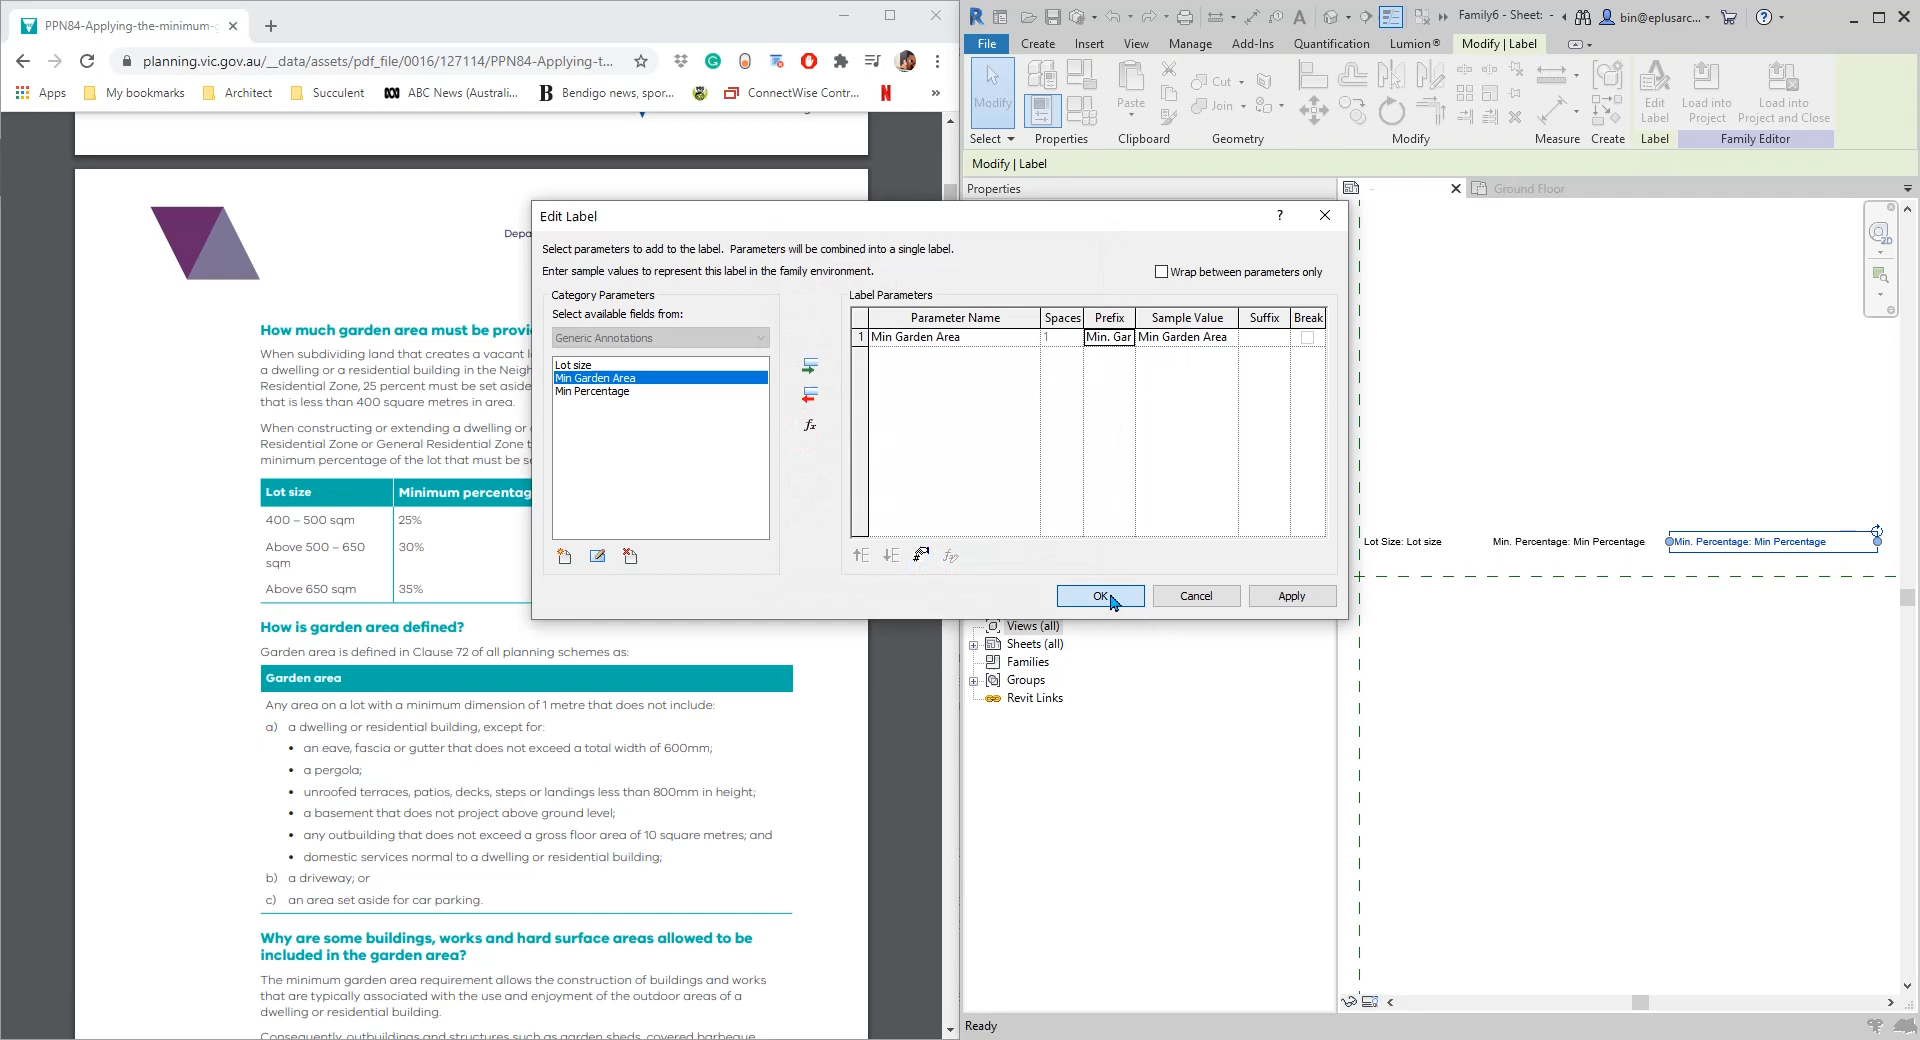 PPN84-Applying-the-minimum-g
planning.vic.gov.au/__data/assets/pdf_file/0016/127114/PPN84-Applying-t...
Apps
My bookmarks
Architect
Succulent
ABC News (Australi...
Bendigo news, spor...
ConnectWise Contr...
»
Depa
How much garden area must be provi
When subdividing land that creates a vacant l
a dwelling or a residential building in the Neigh
Residential Zone, 25 percent must be set aside
that is less than 400 square metres in area.
When constructing or extending a dwelling or
Residential Zone or General Residential Zone t
minimum percentage of the lot that must be s
Lot size
Minimum percentag
400 – 500 sqm
25%
Above 500 – 650
sqm
30%
Above 650 sqm
35%
How is garden area defined?
Garden area is defined in Clause 72 of all planning schemes as:
Garden area
Any area on a lot with a minimum dimension of 1 metre that does not include:
a) a dwelling or residential building, except for:
• an eave, fascia or gutter that does not exceed a total width of 600mm;
• a pergola;
• unroofed terraces, patios, decks, steps or landings less than 800mm in height;
• a basement that does not project above ground level;
• any outbuilding that does not exceed a gross floor area of 10 square metres; and
• domestic services normal to a dwelling or residential building;
b) a driveway; or
c) an area set aside for car parking.
Why are some buildings, works and hard surface areas allowed to be
included in the garden area?
The minimum garden area requirement allows the construction of buildings and works
that are typically associated with the use and enjoyment of the outdoor areas of a
dwelling or residential building.
Consequently, outbuildings and structures such as garden sheds, covered barbeque
Edit Label
?
Select parameters to add to the label. Parameters will be combined into a single label.
Enter sample values to represent this label in the family environment.
Wrap between parameters only
Category Parameters
Select available fields from:
Generic Annotations
Lot size
Min Garden Area
Min Percentage
fx
Label Parameters
Parameter Name
Spaces
Prefix
Sample Value
Suffix
Break
1
Min Garden Area
1
Min. Gar
Min Garden Area
OK
Cancel
Apply
Family6 - Sheet: -
bin@eplusarc...
File
Create
Insert
View
Manage
Add-Ins
Quantification
Lumion®
Modify | Label
Modify
Paste
Cut
Join
Edit
Label
Load into
Project
Load into
Project and Close
Select
Properties
Clipboard
Geometry
Modify
Measure
Create
Label
Family Editor
Modify | Label
Properties
-
Ground Floor
2D
Lot Size: Lot size
Min. Percentage: Min Percentage
Min. Percentage: Min Percentage
Views (all)
Sheets (all)
Families
Groups
Revit Links
Ready